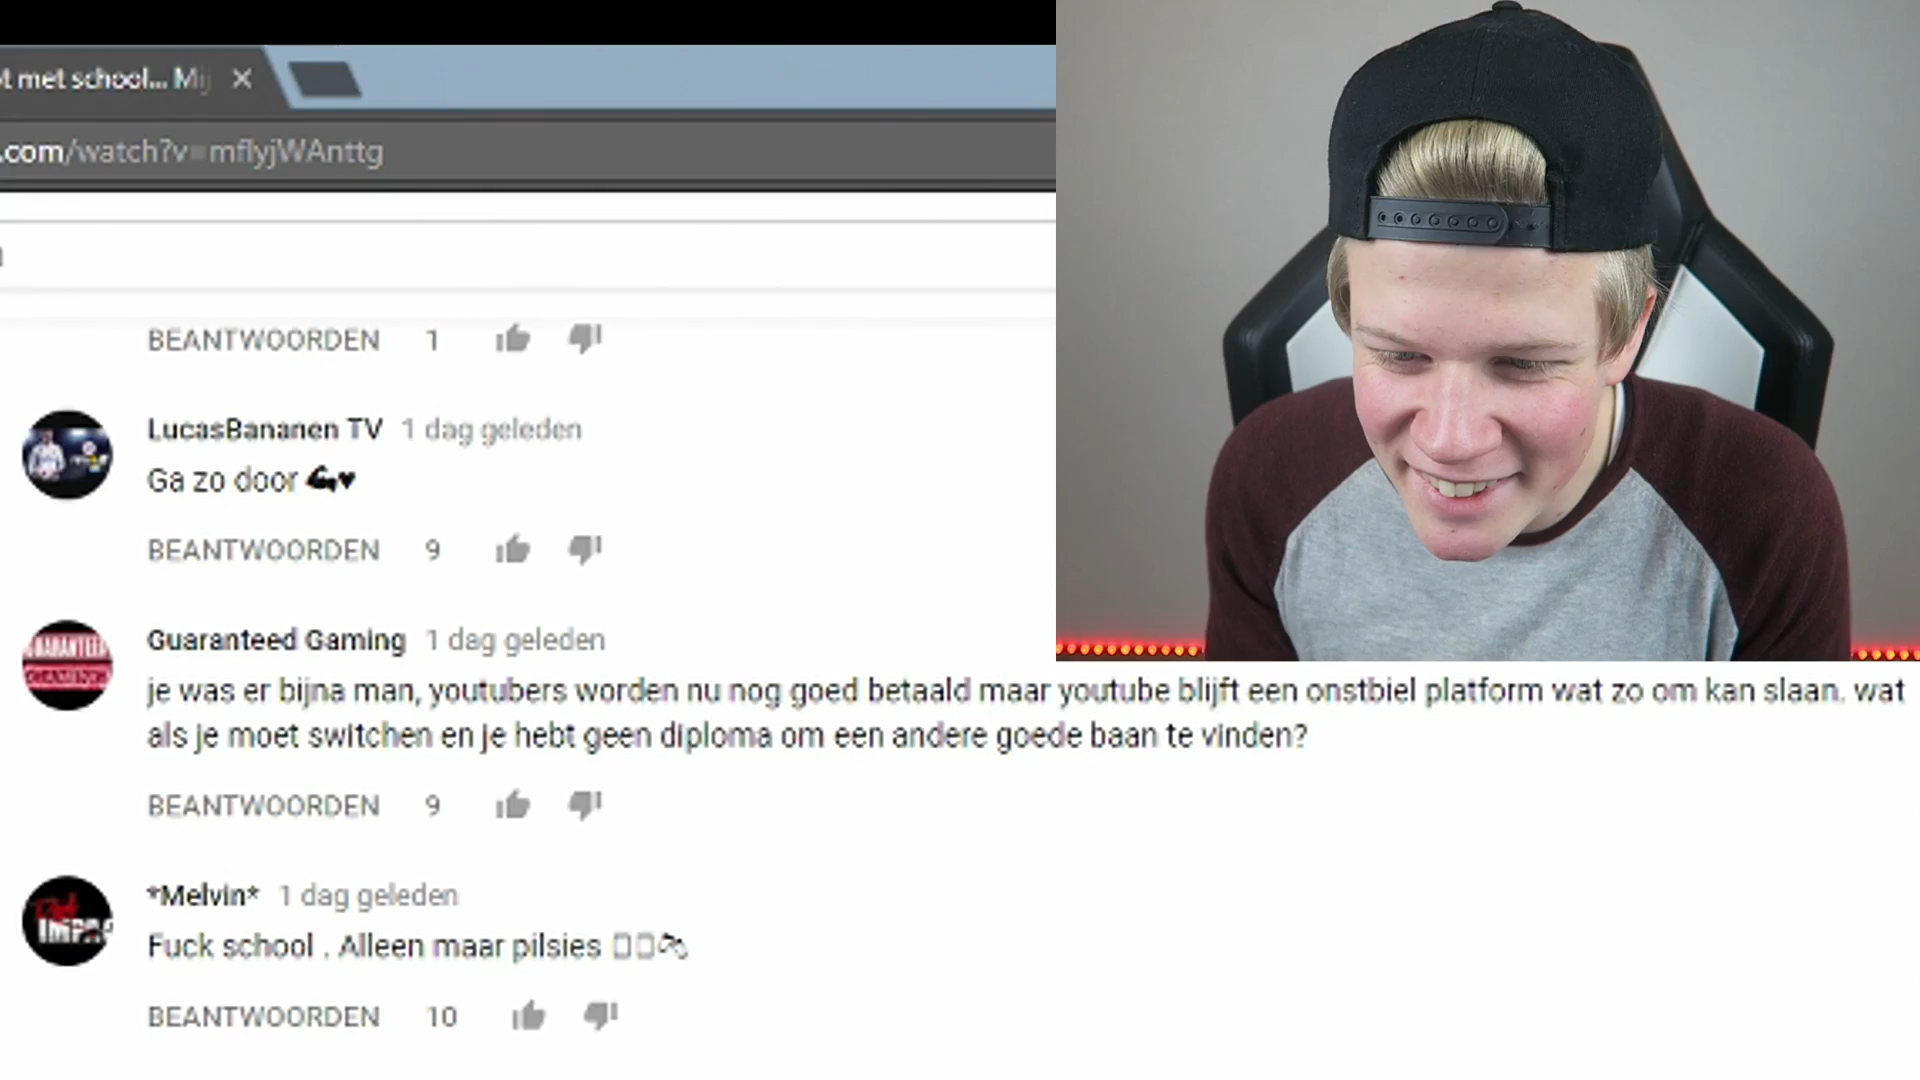 t met school... Mij
.com/watch?v=mflyjWAnttg
BEANTWOORDEN 1
LucasBananen TV 1 dag geleden
Ga zo door 💪♥
BEANTWOORDEN 9
GUARANTEED
GAMING
Guaranteed Gaming 1 dag geleden
je was er bijna man, youtubers worden nu nog goed betaald maar youtube blijft een onstbiel platform wat zo om kan slaan. wat
als je moet switchen en je hebt geen diploma om een andere goede baan te vinden?
BEANTWOORDEN 9
*Melvin* 1 dag geleden
Fuck school . Alleen maar pilsies
BEANTWOORDEN 10